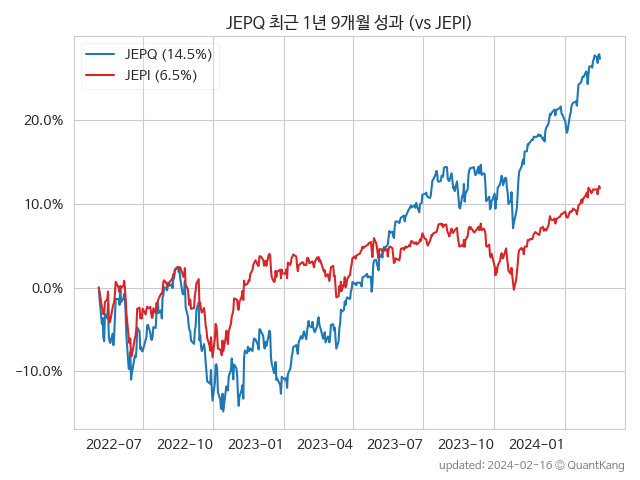 JEPQ 최근 1년 9개월 성과 (vs JEPI)
JEPQ (14.5%)
JEPI (6.5%)
20.0%
10.0%
0.0%
−10.0%
2022-07 2022-10 2023-01 2023-04 2023-07 2023-10 2024-01
updated: 2024-02-16 © QuantKang